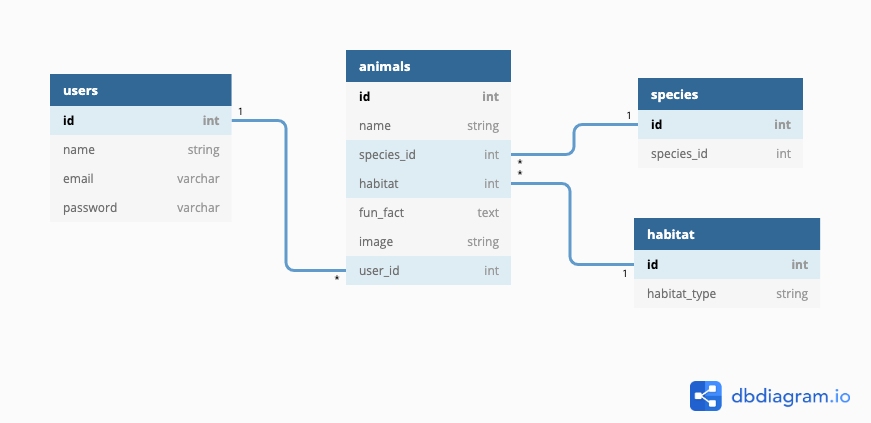 users
id int
name string
email varchar
password varchar
1
*
animals
id int
name string
species_id int
habitat int
fun_fact text
image string
user_id int
*
*
1
1
species
id int
species_id int
habitat
id int
habitat_type string
dbdiagram.io